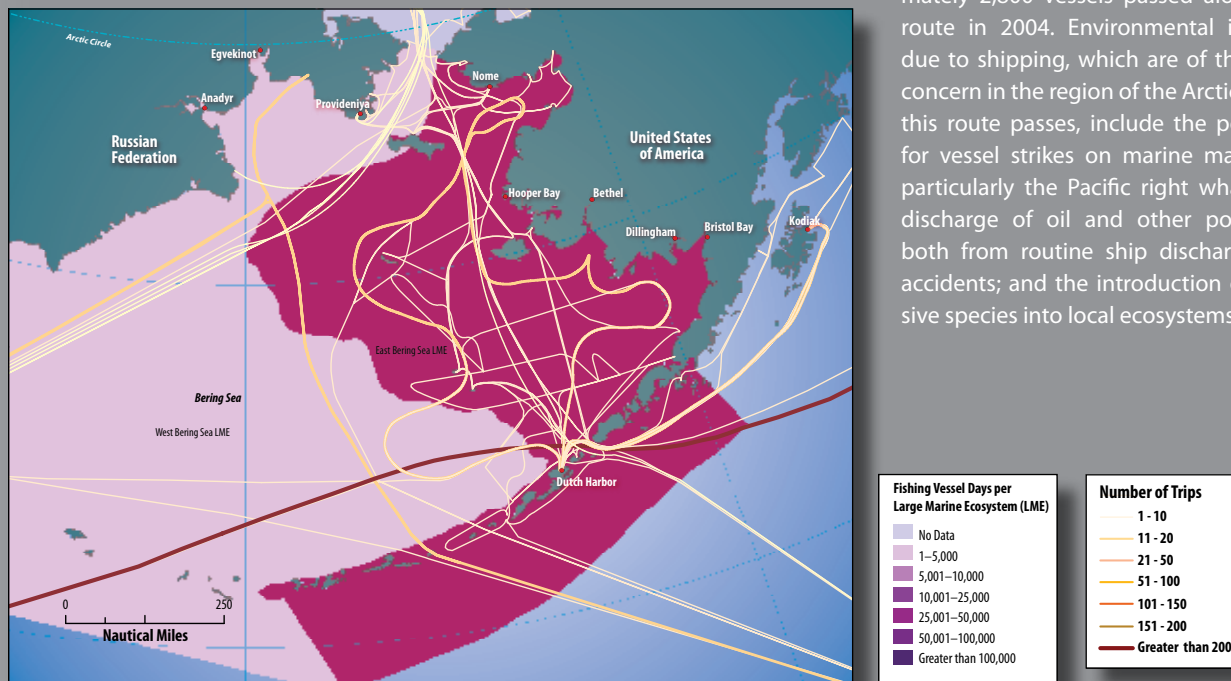 Arctic Circle
Egvekinot
Nome
Anadyr
Provideniya
Russian
Federation
United States
of America
Hooper Bay
Bethel
Dillingham
Bristol Bay
Kodiak
East Bering Sea LME
Bering Sea
West Bering Sea LME
Dutch Harbor
0 250
Nautical Miles
vessels passed
route in 2004. Environmental
due to shipping, which are of
concern in the region of the Arctic
this route passes, include the
for vessel strikes on marine
particularly the Pacific right
discharge of oil and other
both from routine ship
accidents; and the introduction
sive species into local ecosystems
Fishing Vessel Days per
Large Marine Ecosystem (LME)
No Data
1–5,000
5,001–10,000
10,001–25,000
25,001–50,000
50,001–100,000
Greater than 100,000
Number of Trips
1 - 10
11 - 20
21 - 50
51 - 100
101 - 150
151 - 200
Greater than 200